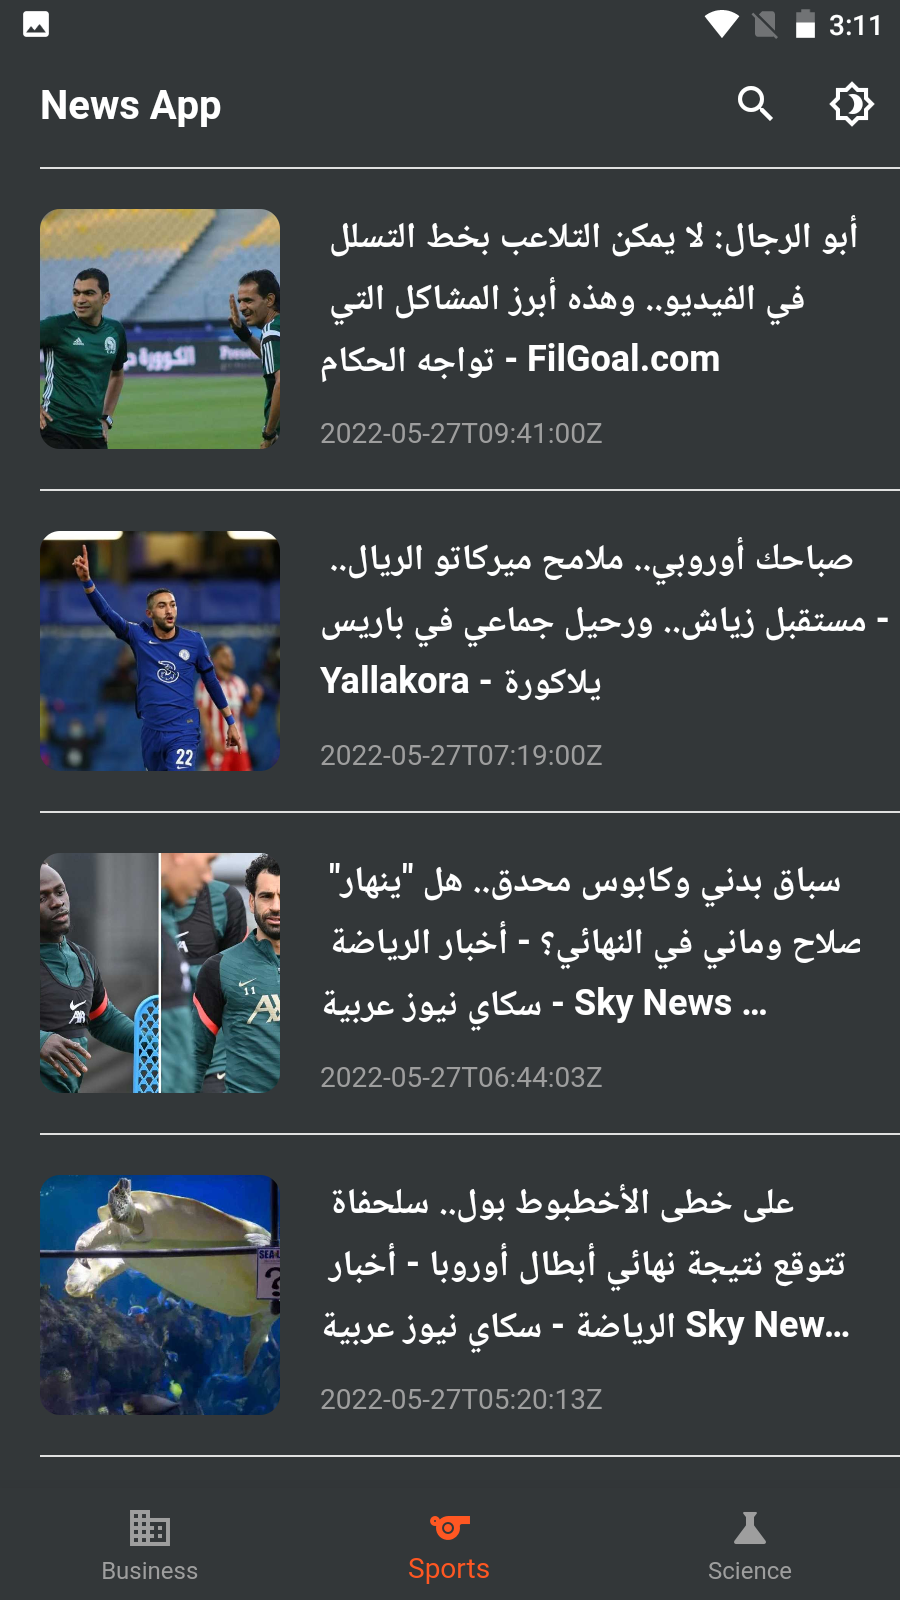 3:11
News App
أبو الرجال: لا يمكن التلاعب بخط التسلل
في الفيديو.. وهذه أبرز المشاكل التي
تواجه الحكام - FilGoal.com
2022-05-27T09:41:00Z
صباحك أوروبي.. ملامح ميركاتو الريال..
مستقبل زياش.. ورحيل جماعي في باريس -
Yallakora - يلاكورة
22
2022-05-27T07:19:00Z
سباق بدني وكابوس محدق.. هل "ينهار"
صلاح وماني في النهائي؟ - أخبار الرياضة
سكاي نيوز عربية - Sky News ...
11
2022-05-27T06:44:03Z
على خطى الأخطبوط بول.. سلحفاة
تتوقع نتيجة نهائي أبطال أوروبا - أخبار
الرياضة - سكاي نيوز عربية Sky New...
?
2022-05-27T05:20:13Z
Business
Sports
Science